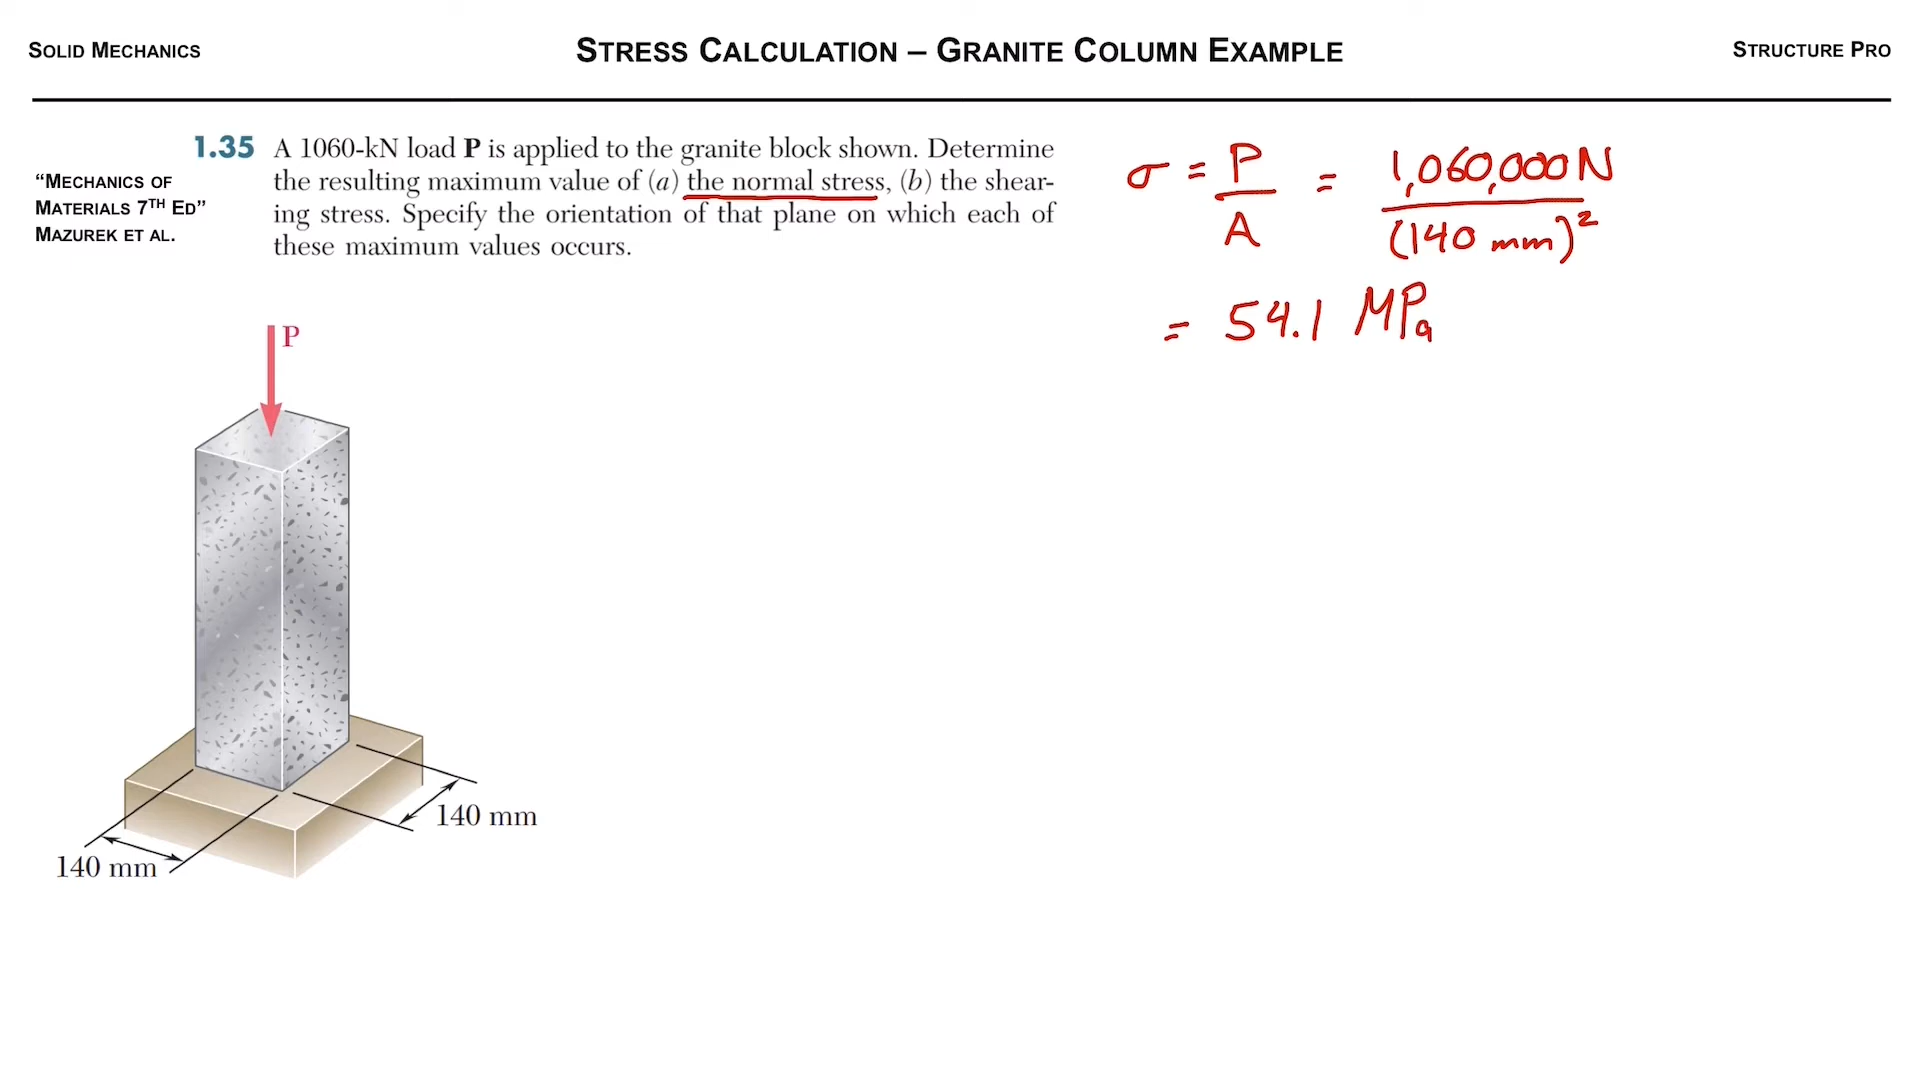 SOLID MECHANICS
STRESS CALCULATION – GRANITE COLUMN EXAMPLE
STRUCTURE PRO
"MECHANICS OF
MATERIALS 7TH ED"
MAZUREK ET AL.
1.35 A 1060-kN load P is applied to the granite block shown. Determine
the resulting maximum value of (a) the normal stress, (b) the shear-
ing stress. Specify the orientation of that plane on which each of
these maximum values occurs.
σ = P/A = 1,060,000 N/(140 mm)²
= 54.1 MPa
P
140 mm
140 mm